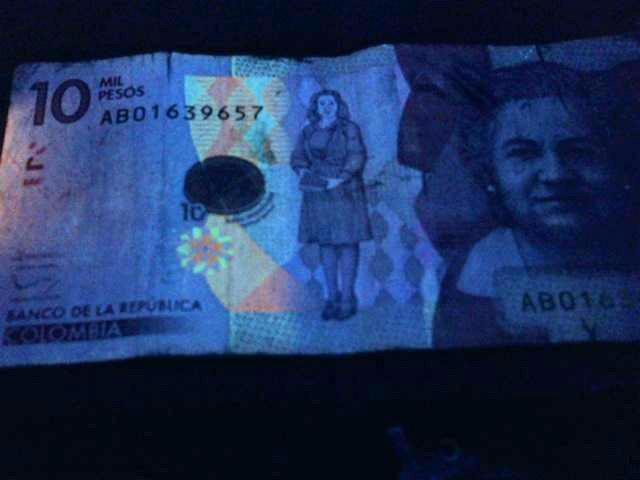 10 MIL
PESOS
AB01639657
10
BANCO DE LA REPÚBLICA
COLOMBIA
AB0163